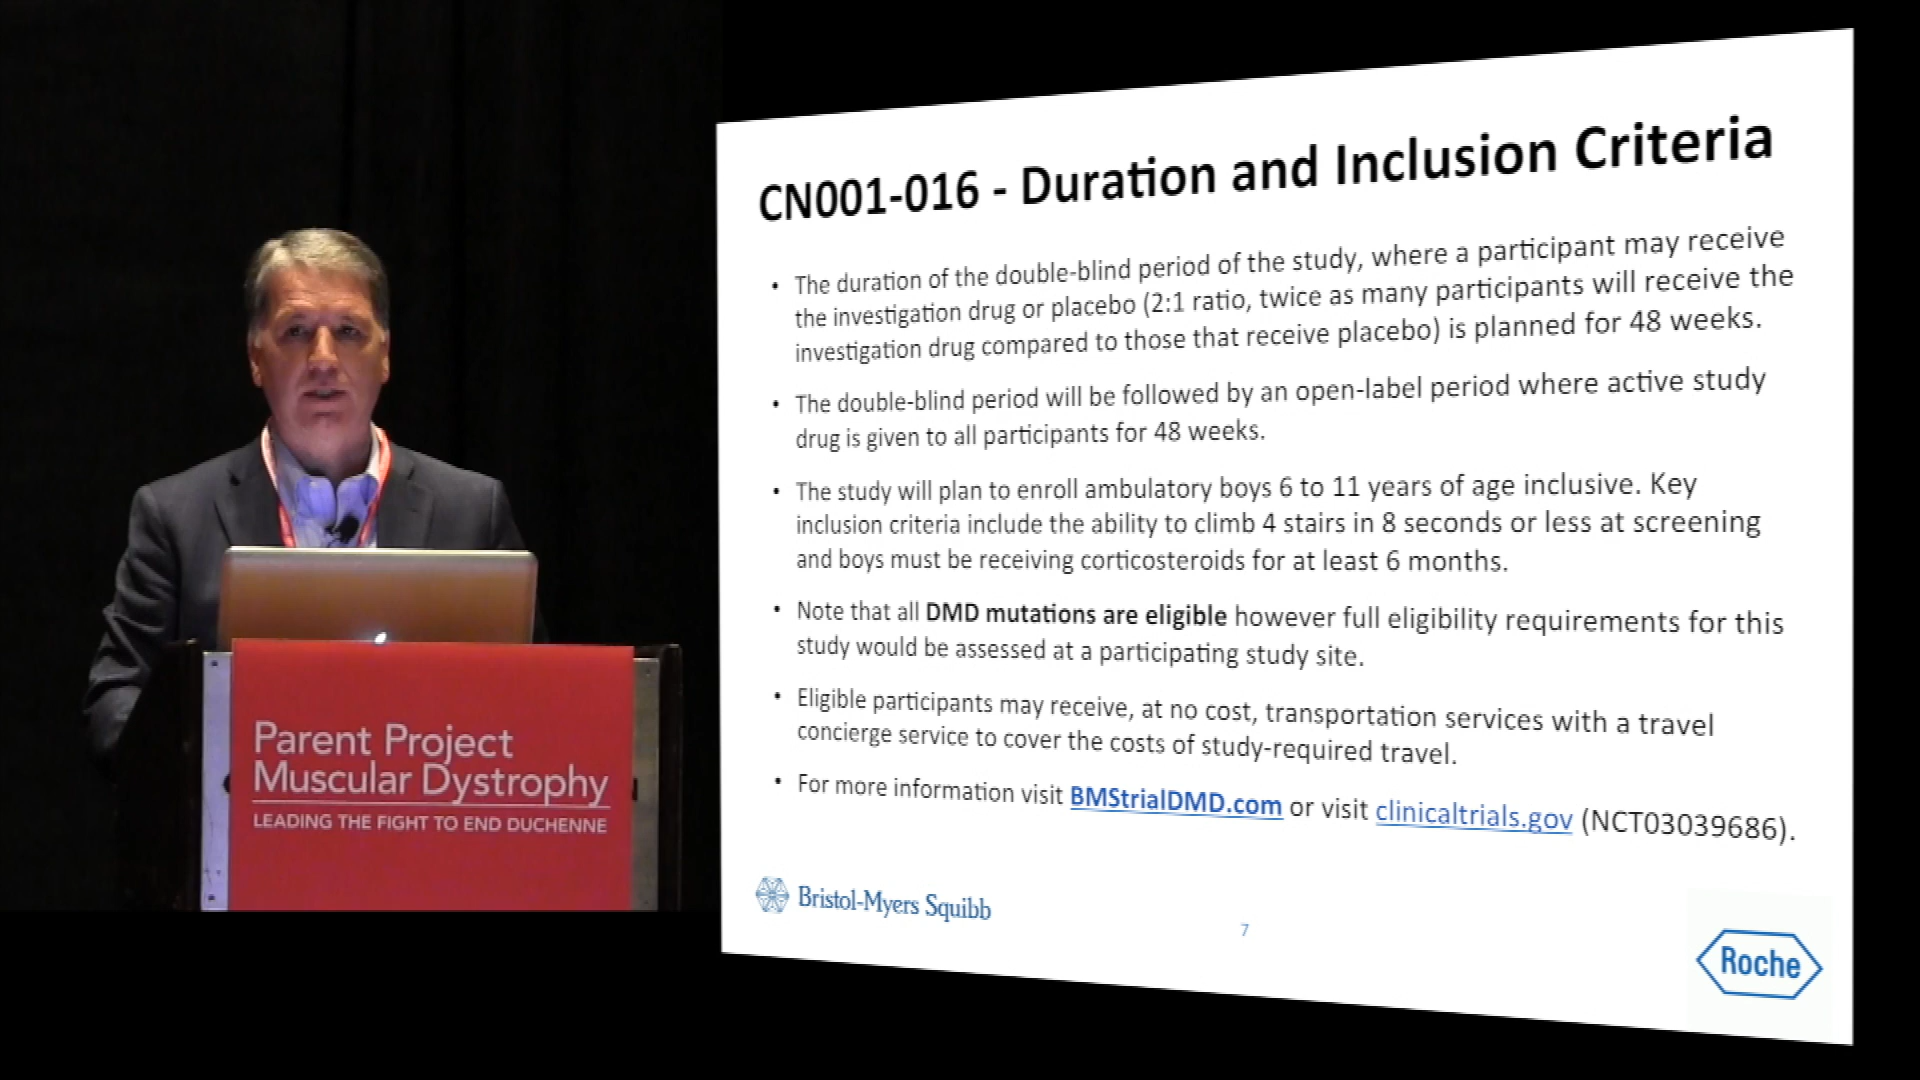 CN001-016 - Duration and Inclusion Criteria
• The duration of the double-blind period of the study, where a participant may receive
the investigation drug or placebo (2:1 ratio, twice as many participants will receive the
investigation drug compared to those that receive placebo) is planned for 48 weeks.
• The double-blind period will be followed by an open-label period where active study
drug is given to all participants for 48 weeks.
• The study will plan to enroll ambulatory boys 6 to 11 years of age inclusive. Key
inclusion criteria include the ability to climb 4 stairs in 8 seconds or less at screening
and boys must be receiving corticosteroids for at least 6 months.
• Note that all DMD mutations are eligible however full eligibility requirements for this
study would be assessed at a participating study site.
• Eligible participants may receive, at no cost, transportation services with a travel
concierge service to cover the costs of study-required travel.
• For more information visit BMStrialDMD.com or visit clinicaltrials.gov (NCT03039686).
Bristol-Myers Squibb
7
Roche
Parent Project
Muscular Dystrophy
LEADING THE FIGHT TO END DUCHENNE